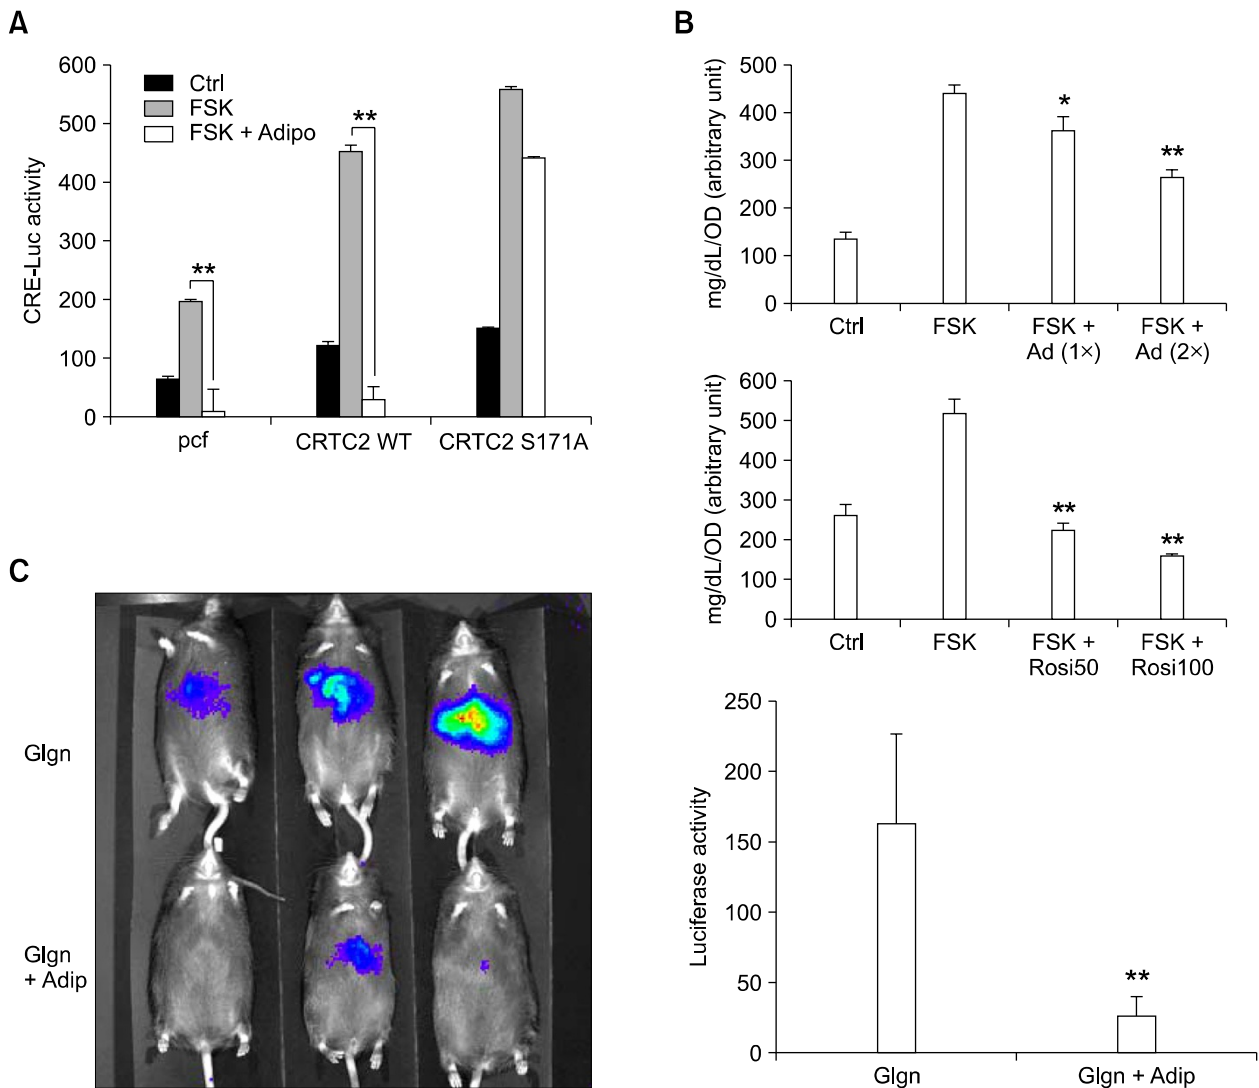 A
600
500
400
300
200
100
0
CRE-Luc activity
Ctrl
FSK
FSK + Adipo
**
**
pcf
CRTC2 WT
CRTC2 S171A
B
500
400
300
200
100
0
mg/dL/OD (arbitrary unit)
*
**
Ctrl
FSK
FSK +
Ad (1×)
FSK +
Ad (2×)
600
500
400
300
200
100
0
mg/dL/OD (arbitrary unit)
**
**
Ctrl
FSK
FSK +
Rosi50
FSK +
Rosi100
C
Glgn
Glgn
+ Adip
250
200
150
100
50
0
Luciferase activity
**
Glgn
Glgn + Adip